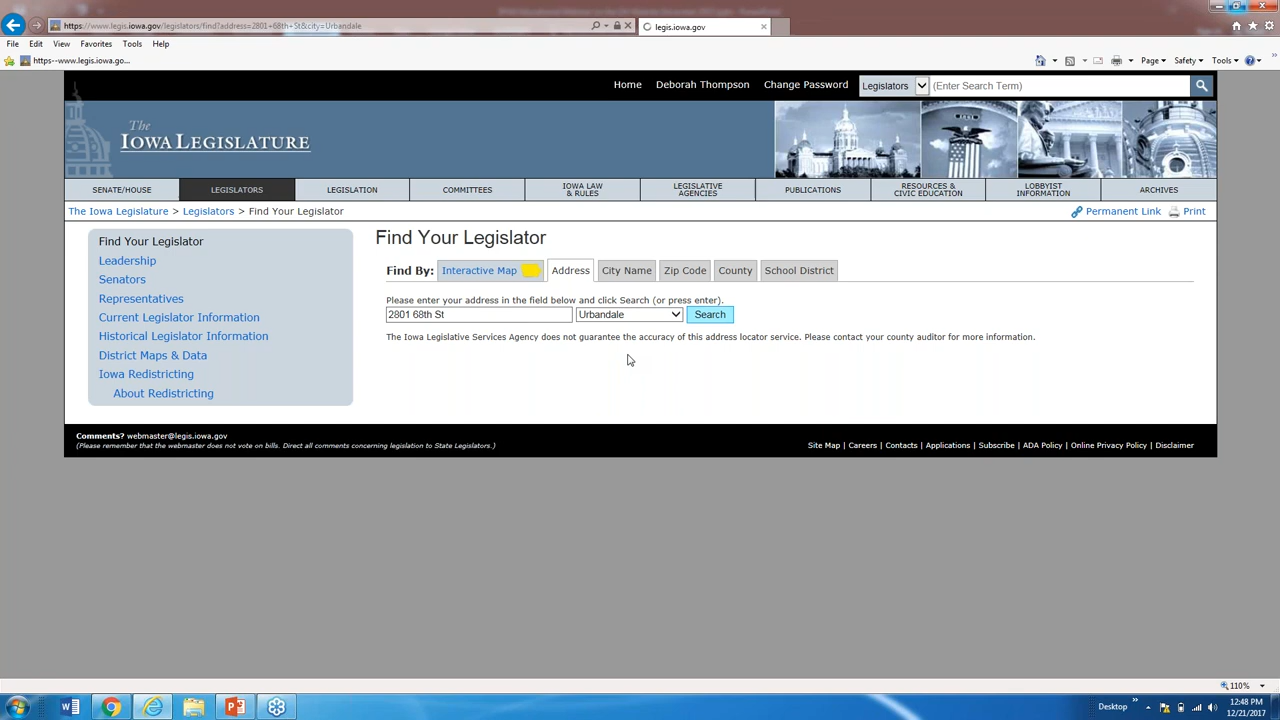 https://www.legis.iowa.gov/legislators/find?address=2801+68th+St&city=Urbandale
legis.iowa.gov
File Edit View Favorites Tools Help
https--www.legis.iowa.go...
Page Safety Tools
Home Deborah Thompson Change Password Legislators (Enter Search Term)
The
IOWA LEGISLATURE
SENATE/HOUSE LEGISLATORS LEGISLATION COMMITTEES IOWA LAW & RULES LEGISLATIVE AGENCIES PUBLICATIONS RESOURCES & CIVIC EDUCATION LOBBYIST INFORMATION ARCHIVES
The Iowa Legislature > Legislators > Find Your Legislator Permanent Link Print
Find Your Legislator
Leadership
Senators
Representatives
Current Legislator Information
Historical Legislator Information
District Maps & Data
Iowa Redistricting
About Redistricting
Find Your Legislator
Find By: Interactive Map Address City Name Zip Code County School District
Please enter your address in the field below and click Search (or press enter).
2801 68th St Urbandale Search
The Iowa Legislative Services Agency does not guarantee the accuracy of this address locator service. Please contact your county auditor for more information.
Comments? webmaster@legis.iowa.gov
(Please remember that the webmaster does not vote on bills. Direct all comments concerning legislation to State Legislators.)
Site Map | Careers | Contacts | Applications | Subscribe | ADA Policy | Online Privacy Policy | Disclaimer
110%
Desktop
12:48 PM
12/21/2017